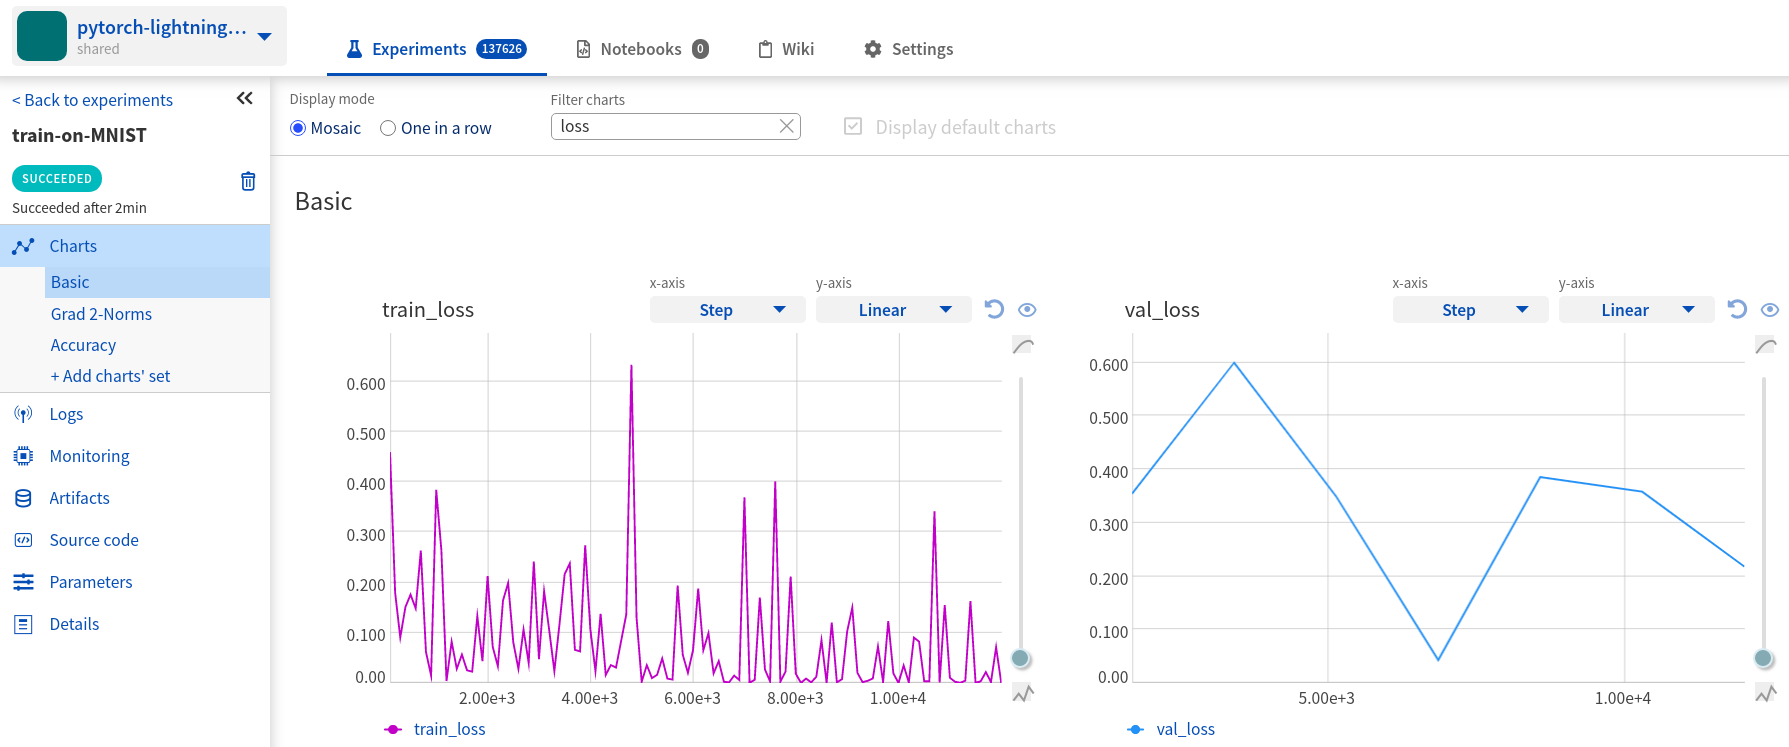 pytorch-lightning...
shared
Experiments 137626
Notebooks 0
Wiki
Settings
< Back to experiments
train-on-MNIST
SUCCEEDED
Succeeded after 2min
Charts
Basic
Grad 2-Norms
Accuracy
+ Add charts' set
Logs
Monitoring
Artifacts
Source code
Parameters
Details
Display mode
Mosaic
One in a row
Filter charts
loss
Display default charts
Basic
train_loss
x-axis
Step
y-axis
Linear
0.600
0.500
0.400
0.300
0.200
0.100
0.00
2.00e+3 4.00e+3 6.00e+3 8.00e+3 1.00e+4
train_loss
val_loss
x-axis
Step
y-axis
Linear
0.600
0.500
0.400
0.300
0.200
0.100
0.00
5.00e+3 1.00e+4
val_loss